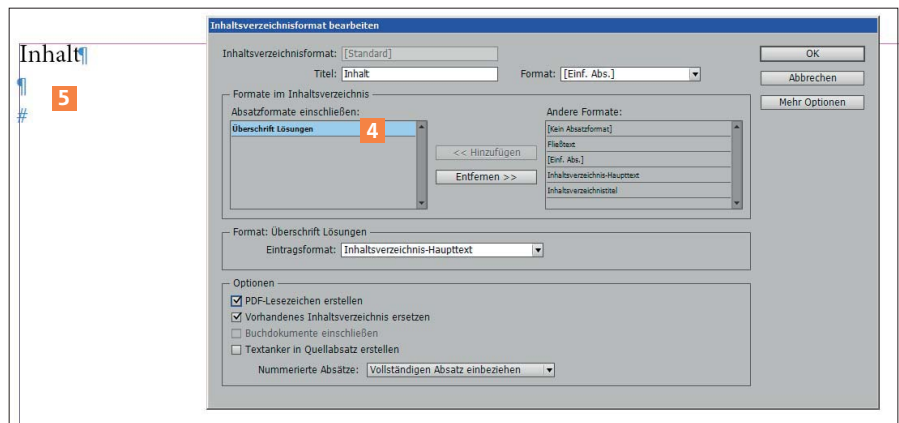 Inhalt¶
¶
5
#
Inhaltsverzeichnisformat bearbeiten
Inhaltsverzeichnisformat: [Standard]
Titel: Inhalt Format: [Einf. Abs.]
OK
Abbrechen
Mehr Optionen
Formate im Inhaltsverzeichnis
Absatzformate einschließen:
Überschrift Lösungen
4
<< Hinzufügen
Entfernen >>
Andere Formate:
[Kein Absatzformat]
Fließtext
[Einf. Abs.]
Inhaltsverzeichnis-Haupttext
Inhaltsverzeichnistitel
Format: Überschrift Lösungen
Eintragsformat: Inhaltsverzeichnis-Haupttext
Optionen
PDF-Lesezeichen erstellen
Vorhandenes Inhaltsverzeichnis ersetzen
Buchdokumente einschließen
Textanker in Quellabsatz erstellen
Nummerierte Absätze: Vollständigen Absatz einbeziehen